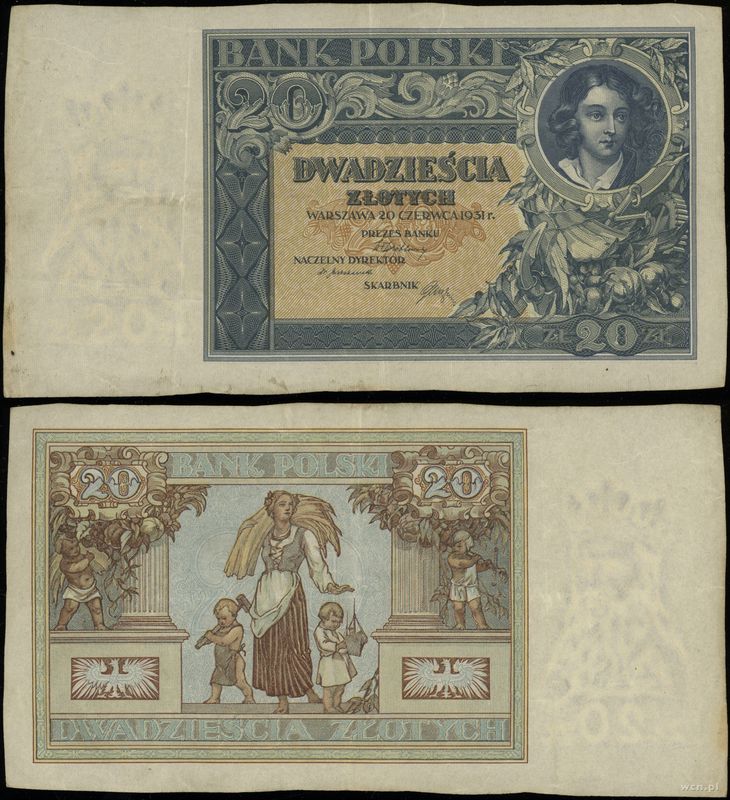 BANK POLSKI
20
DWADZIEŚCIA
ZŁOTYCH
WARSZAWA 20 CZERWCA 1931 r.
PREZES BANKU
NACZELNY DYREKTOR
SKARBNIK
ZŁ 20 ZŁ
20 BANK POLSKI 20
DWADZIEŚCIA ZŁOTYCH
wcn.pl